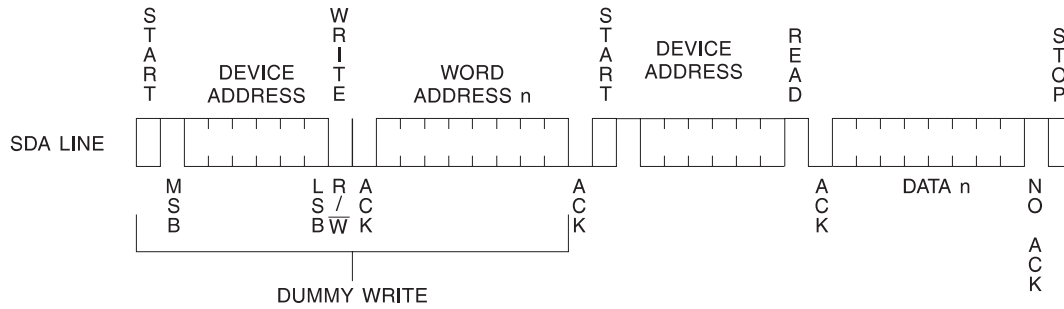 START
WRITE
START
READ
STOP
DEVICE
ADDRESS
WORD
ADDRESS n
DEVICE
ADDRESS
SDA LINE
MSB
LSB
R/W̅
ACK
ACK
ACK
DATA n
NO ACK
DUMMY WRITE